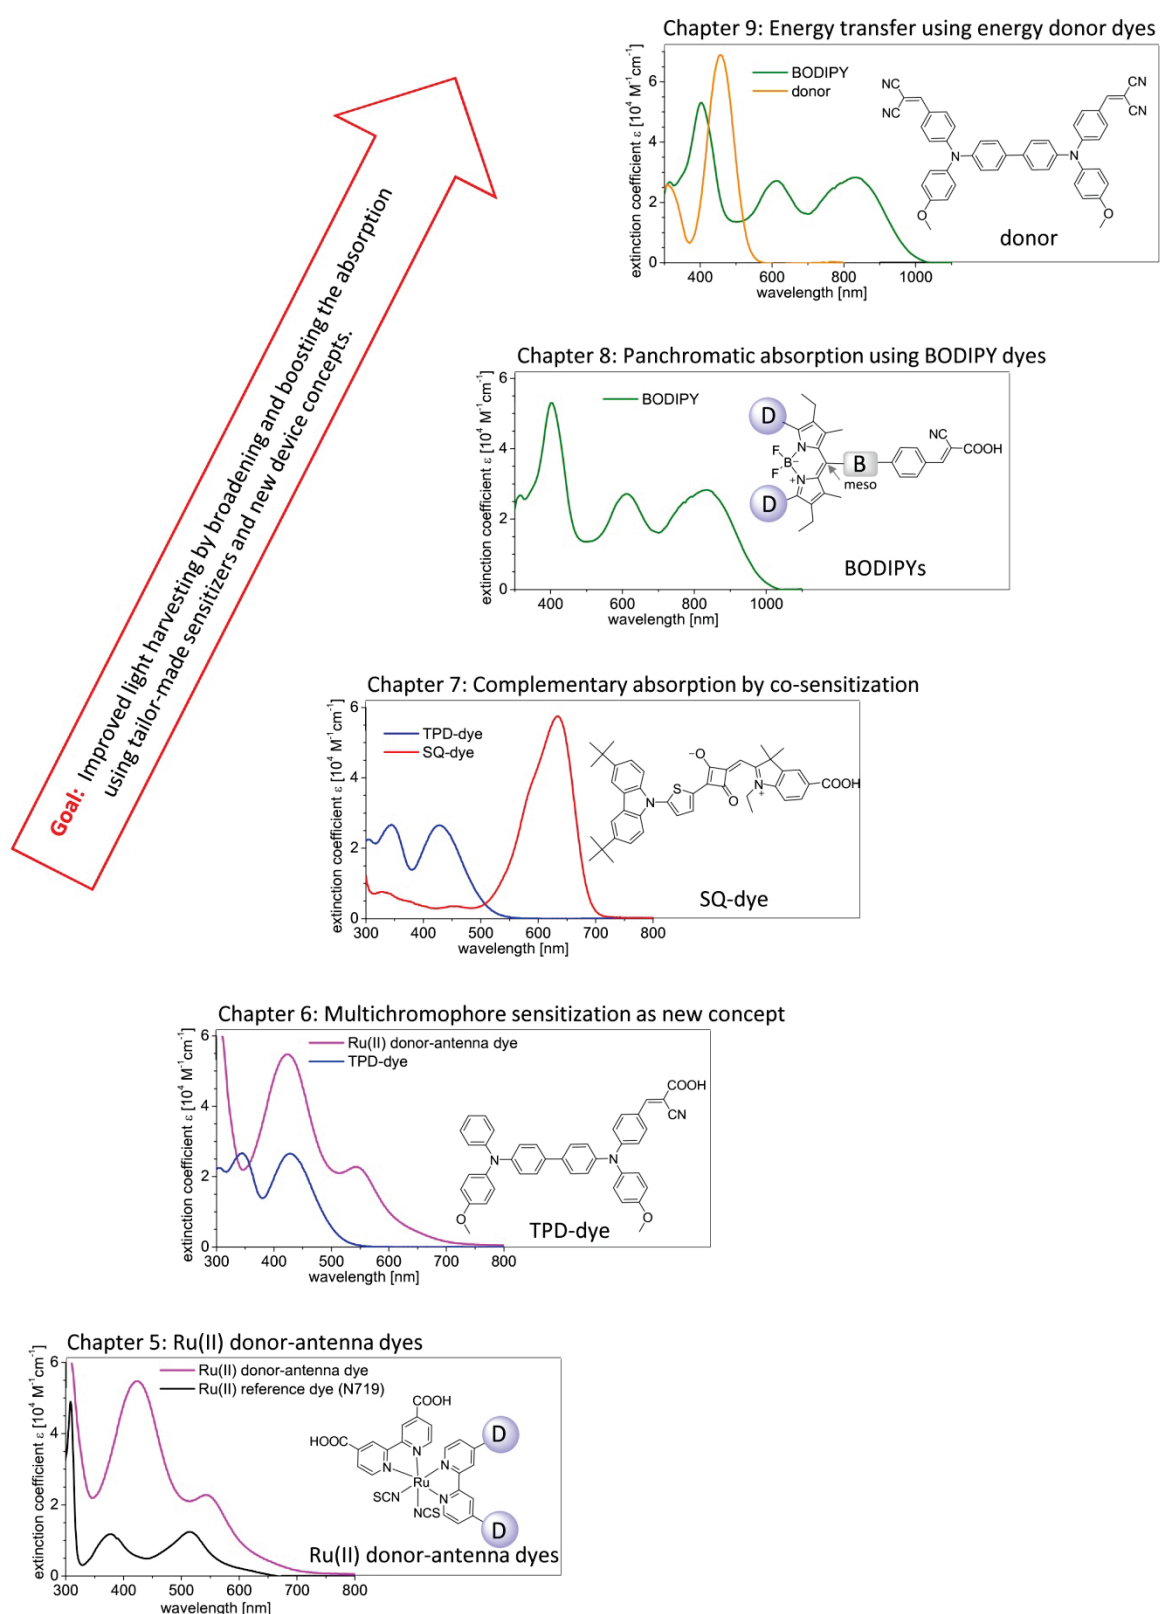 Chapter 9: Energy transfer using energy donor dyes
extinction coefficient ε [10⁴ M⁻¹cm⁻¹]
BODIPY
donor
6
4
2
0
400 600 800 1000
wavelength [nm]
NC
NC
CN
CN
N
N
O
O
donor
Goal: Improved light harvesting by broadening and boosting the absorption
using tailor-made sensitizers and new device concepts.
Chapter 8: Panchromatic absorption using BODIPY dyes
extinction coefficient ε [10⁴ M⁻¹cm⁻¹]
BODIPY
6
4
2
0
400 600 800 1000
wavelength [nm]
D
N
F
F
B⁻
⁺N
D
B
meso
CN
COOH
BODIPYs
Chapter 7: Complementary absorption by co-sensitization
extinction coefficient ε [10⁴ M⁻¹cm⁻¹]
TPD-dye
SQ-dye
6
4
2
0
300 400 500 600 700 800
wavelength [nm]
N
S
⁻O
O
N
+
COOH
SQ-dye
Chapter 6: Multichromophore sensitization as new concept
extinction coefficient ε [10⁴ M⁻¹cm⁻¹]
Ru(II) donor-antenna dye
TPD-dye
6
4
2
0
300 400 500 600 700 800
wavelength [nm]
COOH
CN
N
N
O
O
TPD-dye
Chapter 5: Ru(II) donor-antenna dyes
extinction coefficient ε [10⁴ M⁻¹cm⁻¹]
Ru(II) donor-antenna dye
Ru(II) reference dye (N719)
6
4
2
0
300 400 500 600 700 800
wavelength [nm]
COOH
HOOC
N
N
N
N
Ru
SCN
NCS
D
D
Ru(II) donor-antenna dyes